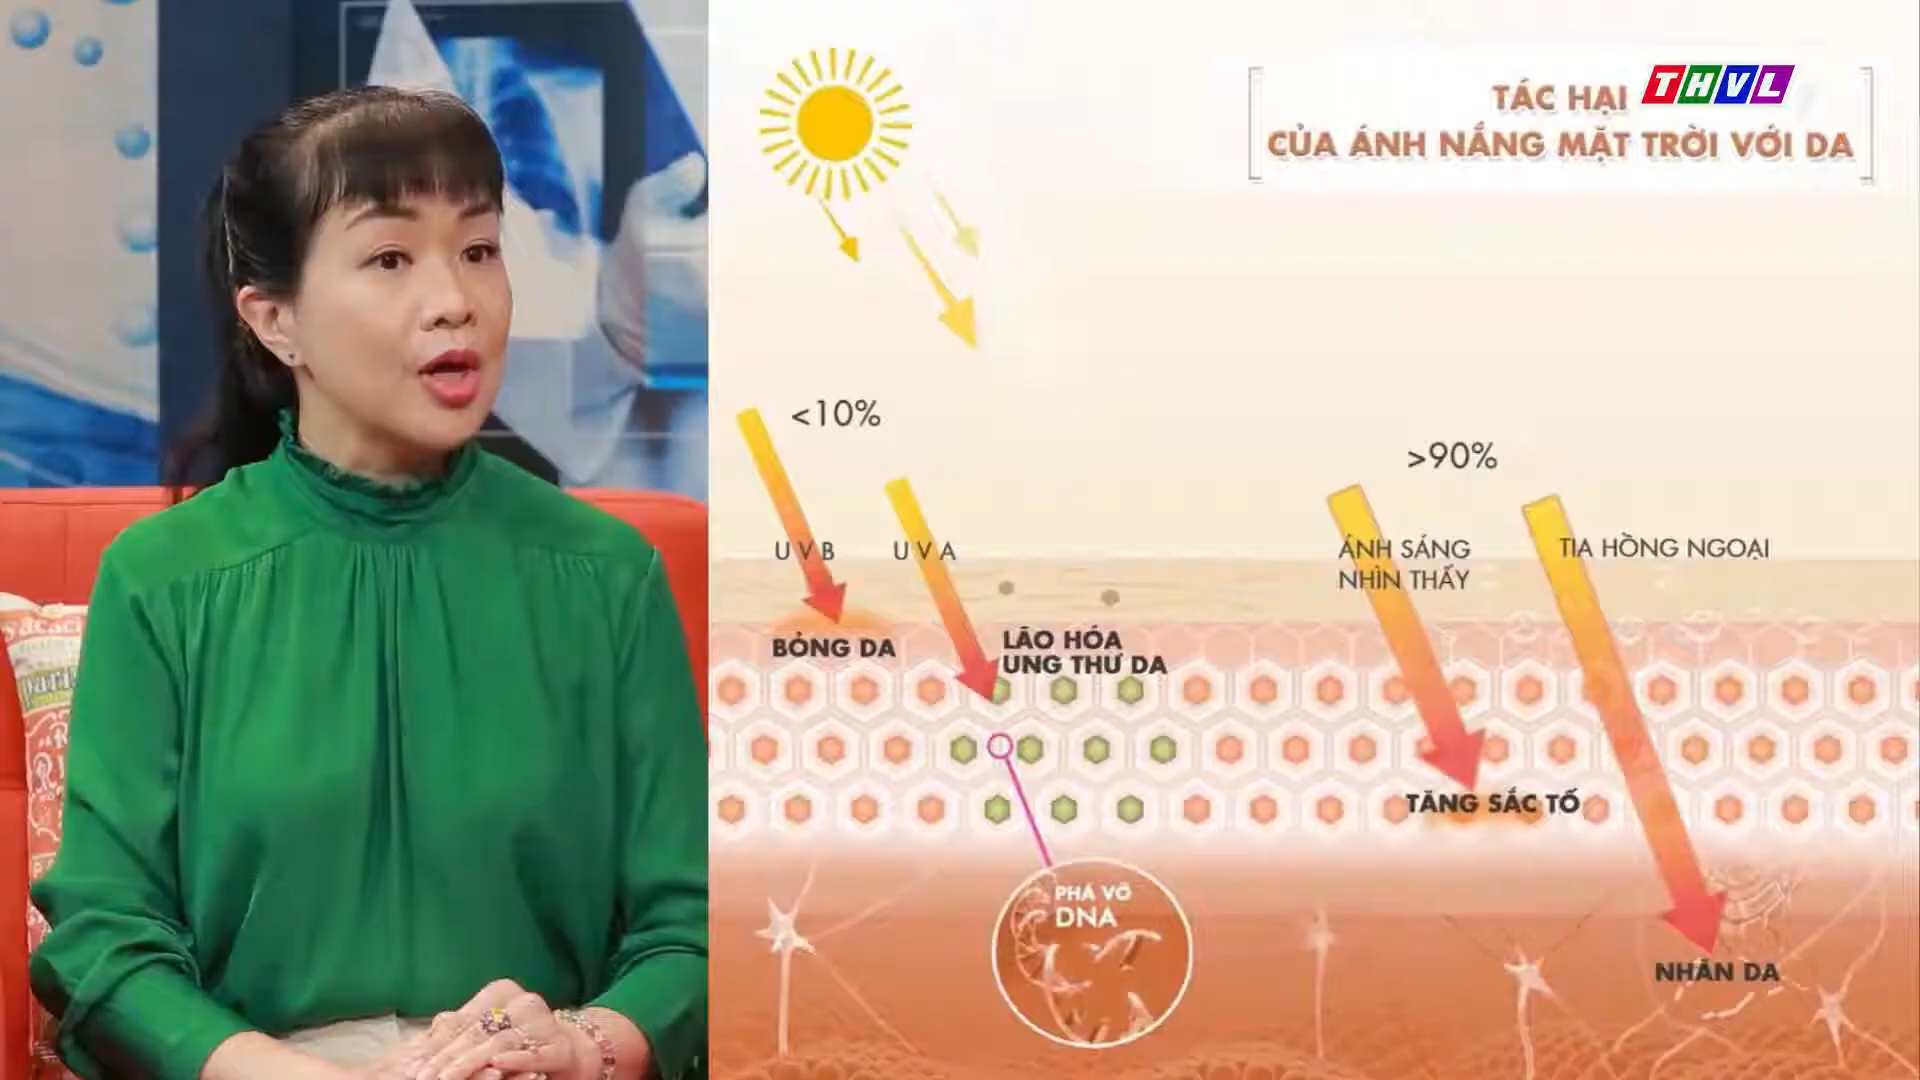 TÁC HẠI THVL
CỦA ÁNH NẮNG MẶT TRỜI VỚI DA
<10%
>90%
UVB
UVA
ÁNH SÁNG
NHÌN THẤY
TIA HỒNG NGOẠI
BỎNG DA
LÃO HÓA
UNG THƯ DA
TĂNG SẮC TỐ
PHÁ VỠ
DNA
NHĂN DA